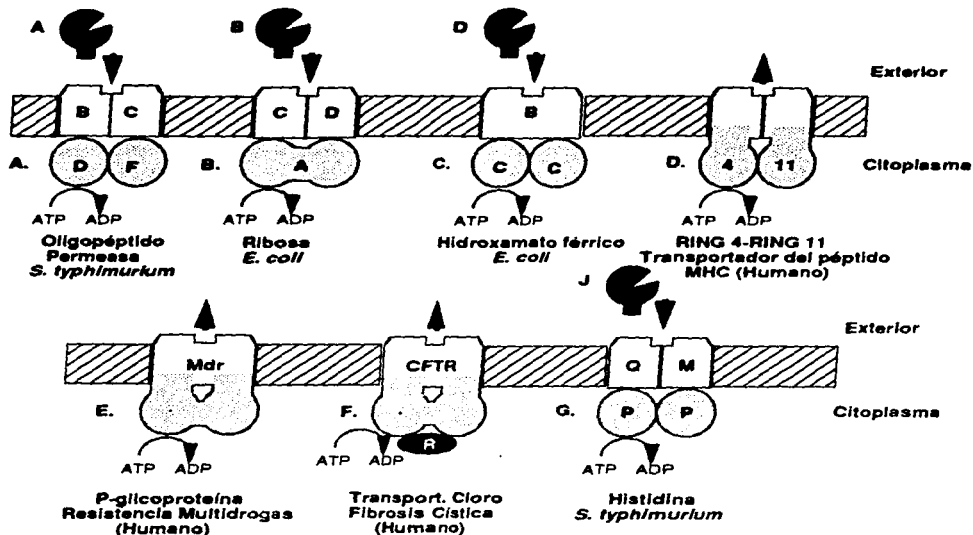 A B D
Exterior
B C C D B
A. D F B. A C. C C D. 4 11 Citoplasma
ATP ADP ATP ADP ATP ADP ATP ADP
Oligopéptido
Permeasa
S. typhimurium
Ribosa
E. coli
Hidroxamato férrico
E. coli
RING 4-RING 11
Transportador del péptido
MHC (Humano)
J
Exterior
Mdr CFTR Q M
E. F. R G. P P Citoplasma
ATP ADP ATP ADP ATP ADP
P-glicoproteína
Resistencia Multidrogas
(Humano)
Transport. Cloro
Fibrosis Cística
(Humano)
Histidina
S. typhimurium